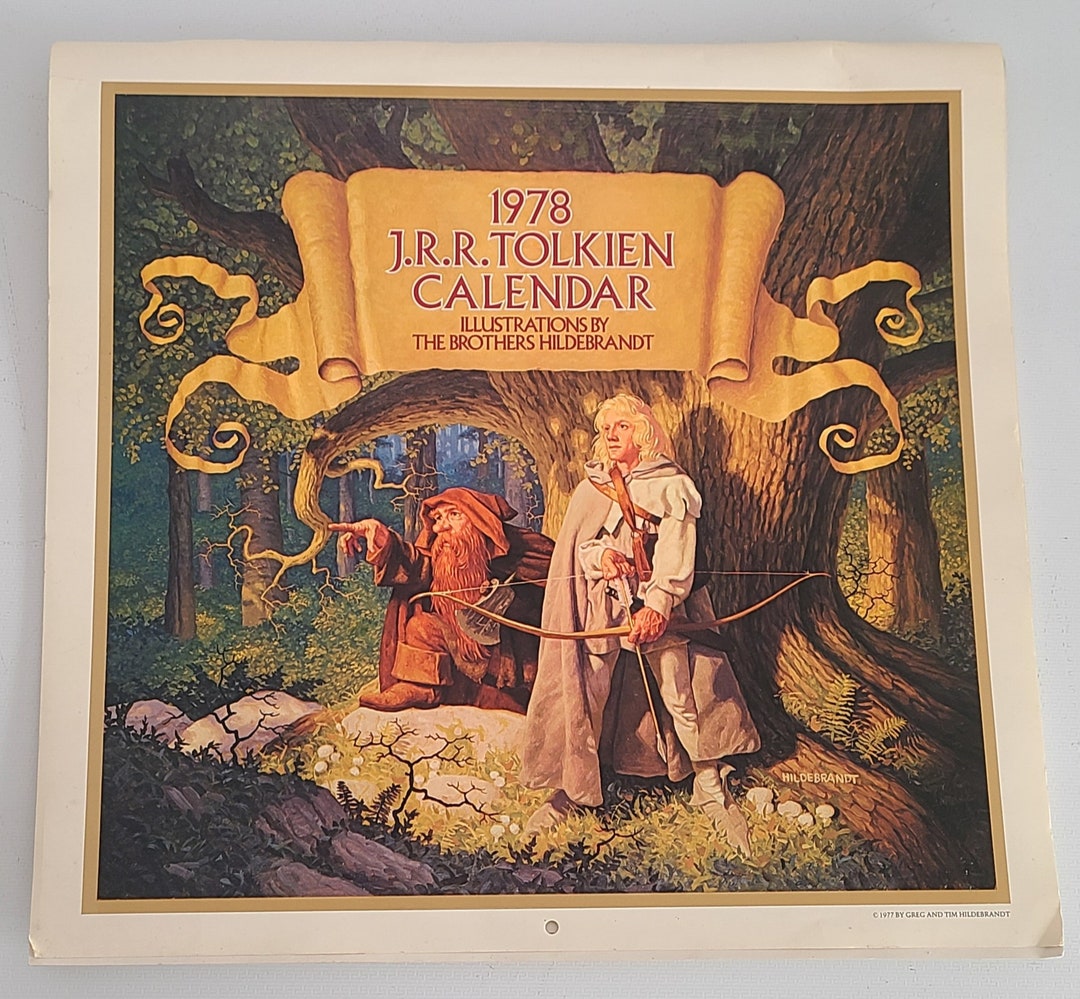 1978
J.R.R. TOLKIEN
CALENDAR
ILLUSTRATIONS BY
THE BROTHERS HILDEBRANDT
HILDEBRANDT
© 1977 BY GREG AND TIM HILDEBRANDT